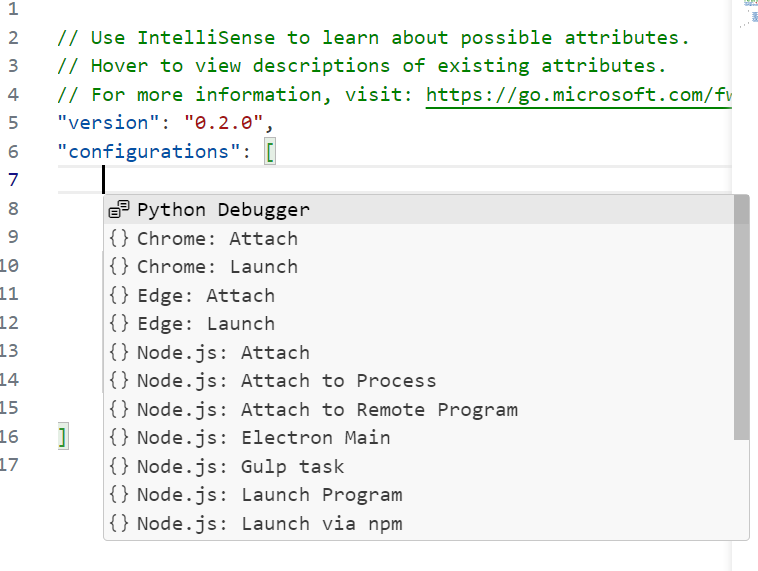 1
2 // Use IntelliSense to learn about possible attributes.
3 // Hover to view descriptions of existing attributes.
4 // For more information, visit: https://go.microsoft.com/fw
5 "version": "0.2.0",
6 "configurations": [
7
8 Python Debugger
9 {} Chrome: Attach
10 {} Chrome: Launch
11 {} Edge: Attach
12 {} Edge: Launch
13 {} Node.js: Attach
14 {} Node.js: Attach to Process
15 {} Node.js: Attach to Remote Program
16 ] {} Node.js: Electron Main
17 {} Node.js: Gulp task
{} Node.js: Launch Program
{} Node.js: Launch via npm